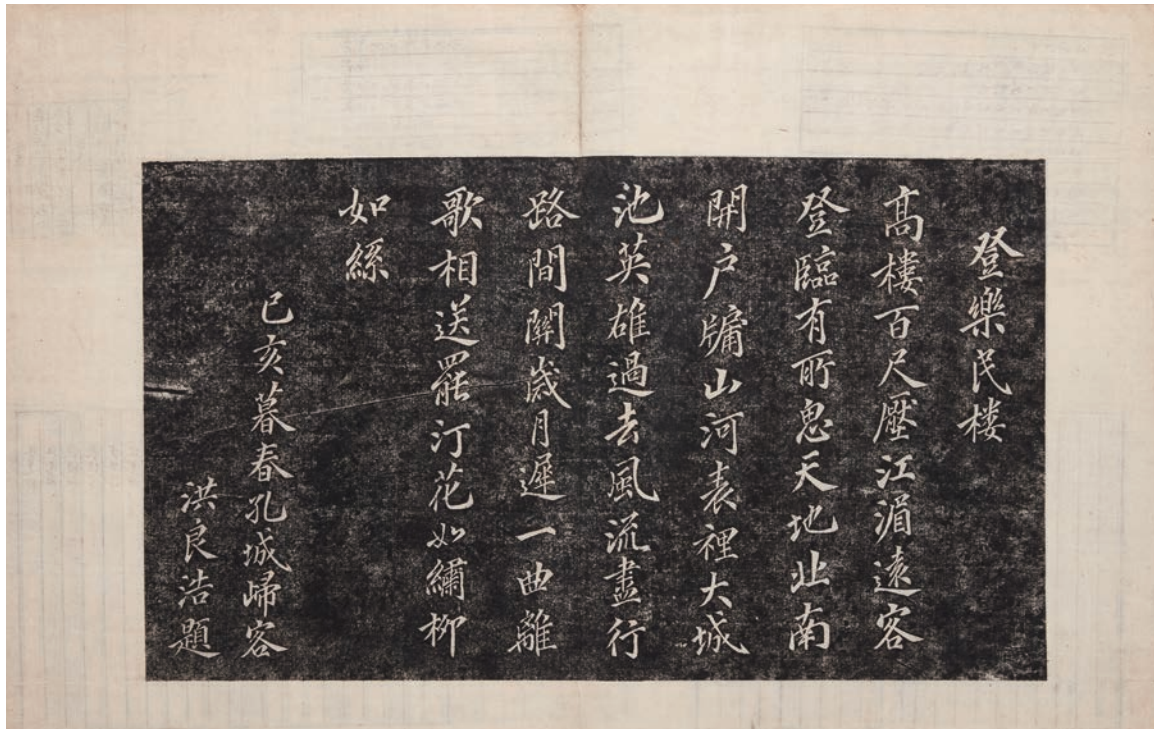 登樂民樓
高樓百尺壓江湄遠客
登臨有所思天地北南
開戶牖山河表裡大城
池英雄過去風流盡行
路間關歲月遲一曲離
歌相送罷汀花如繡柳
如絲
己亥暮春孔城歸客
洪良浩題